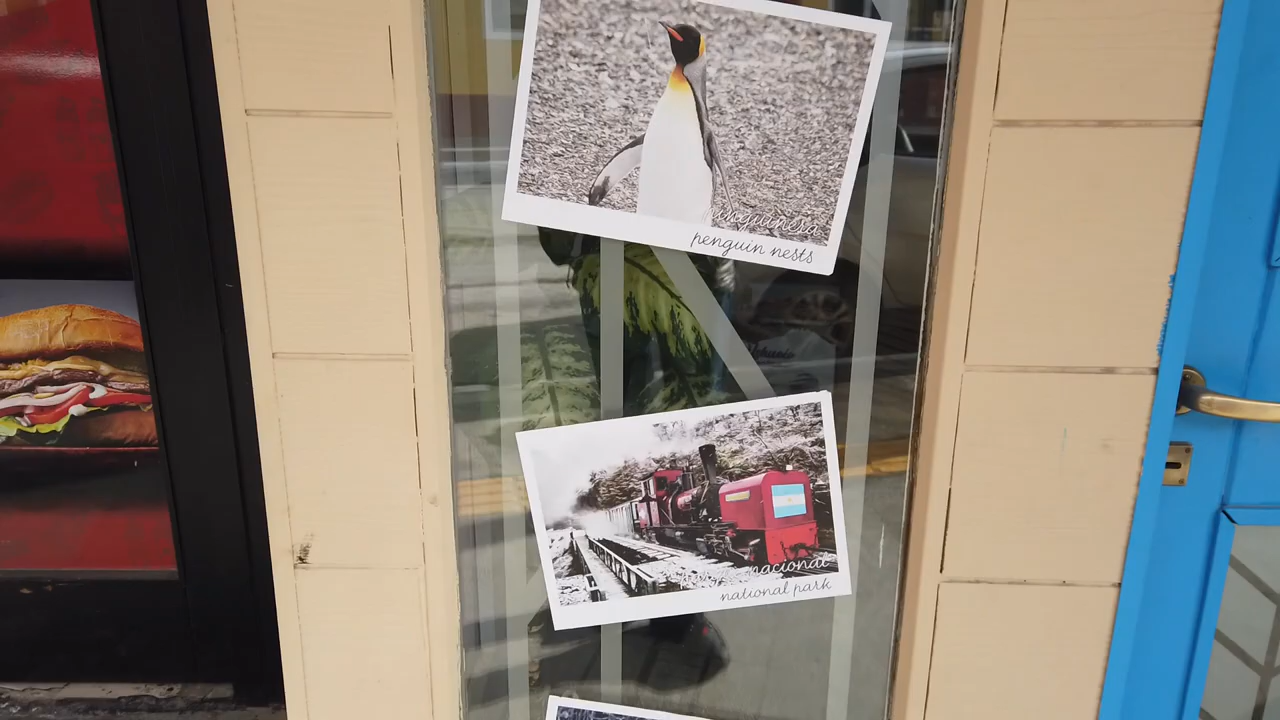 pingüinera
penguin nests
nacional
national park